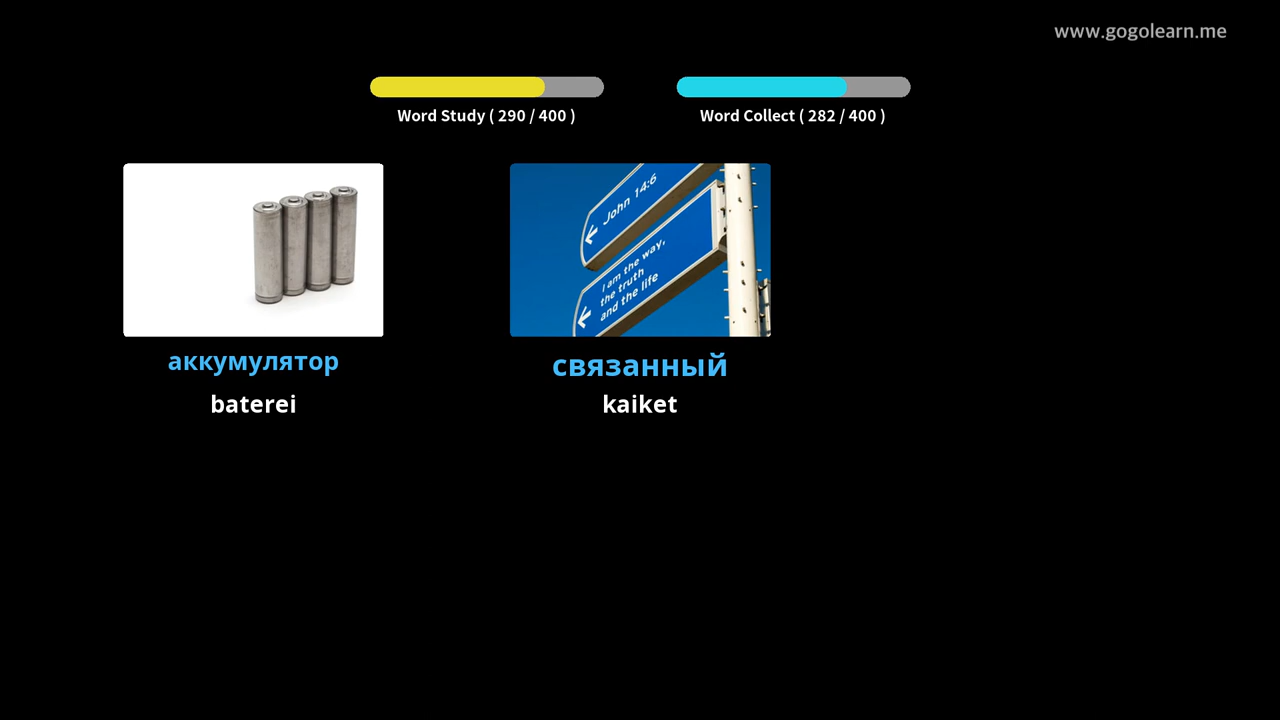 www.gogolearn.me
Word Study ( 290 / 400 )
Word Collect ( 282 / 400 )
John 14:6
I am the way,
the truth
and the life
аккумулятор
связанный
baterei
kaiket